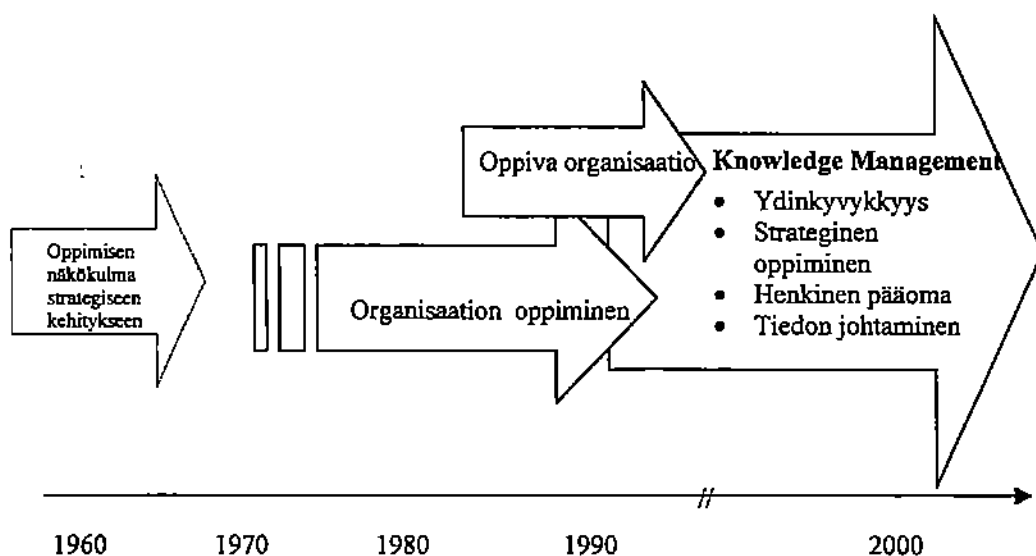 Oppimisen
näkökulma
strategiseen
kehitykseen
Organisaation oppiminen
Oppiva organisaatio
Knowledge Management
• Ydinkyvykkyys
• Strateginen
oppiminen
• Henkinen pääoma
• Tiedon johtaminen
//
1960 1970 1980 1990 2000